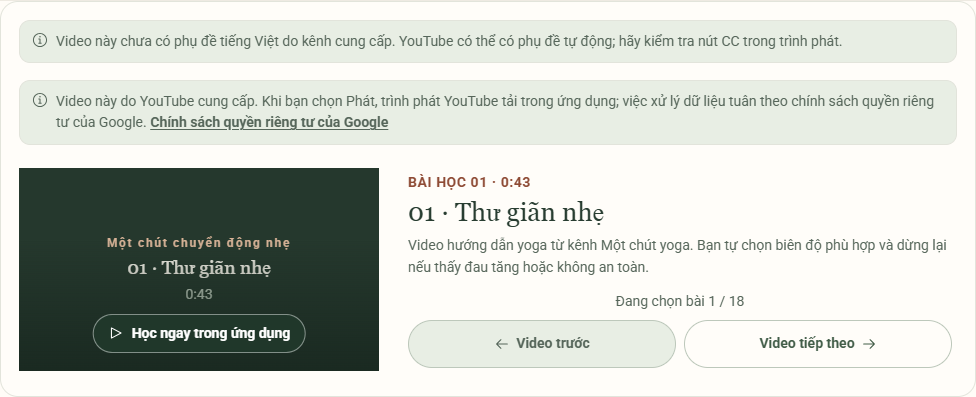 Video này chưa có phụ đề tiếng Việt do kênh cung cấp. YouTube có thể có phụ đề tự động; hãy kiểm tra nút CC trong trình phát.
Video này do YouTube cung cấp. Khi bạn chọn Phát, trình phát YouTube tải trong ứng dụng; việc xử lý dữ liệu tuân theo chính sách quyền riêng
tư của Google. Chính sách quyền riêng tư của Google
Một chút chuyển động nhẹ
01 · Thư giãn nhẹ
0:43
Học ngay trong ứng dụng
BÀI HỌC 01 · 0:43
01 · Thư giãn nhẹ
Video hướng dẫn yoga từ kênh Một chút yoga. Bạn tự chọn biên độ phù hợp và dừng lại
nếu thấy đau tăng hoặc không an toàn.
Đang chọn bài 1 / 18
← Video trước
Video tiếp theo →